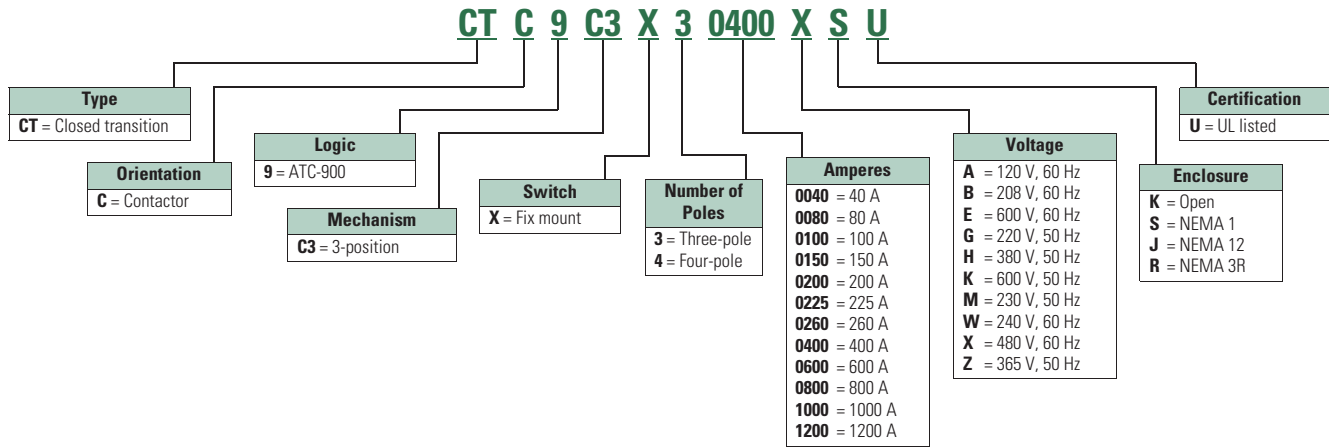 CT C 9 C3 X 3 0400 X S U
Type
CT = Closed transition
Orientation
C = Contactor
Logic
9 = ATC-900
Mechanism
C3 = 3-position
Switch
X = Fix mount
Number of
Poles
3 = Three-pole
4 = Four-pole
Amperes
0040 = 40 A
0080 = 80 A
0100 = 100 A
0150 = 150 A
0200 = 200 A
0225 = 225 A
0260 = 260 A
0400 = 400 A
0600 = 600 A
0800 = 800 A
1000 = 1000 A
1200 = 1200 A
Voltage
A = 120 V, 60 Hz
B = 208 V, 60 Hz
E = 600 V, 60 Hz
G = 220 V, 50 Hz
H = 380 V, 50 Hz
K = 600 V, 50 Hz
M = 230 V, 50 Hz
W = 240 V, 60 Hz
X = 480 V, 60 Hz
Z = 365 V, 50 Hz
Enclosure
K = Open
S = NEMA 1
J = NEMA 12
R = NEMA 3R
Certification
U = UL listed